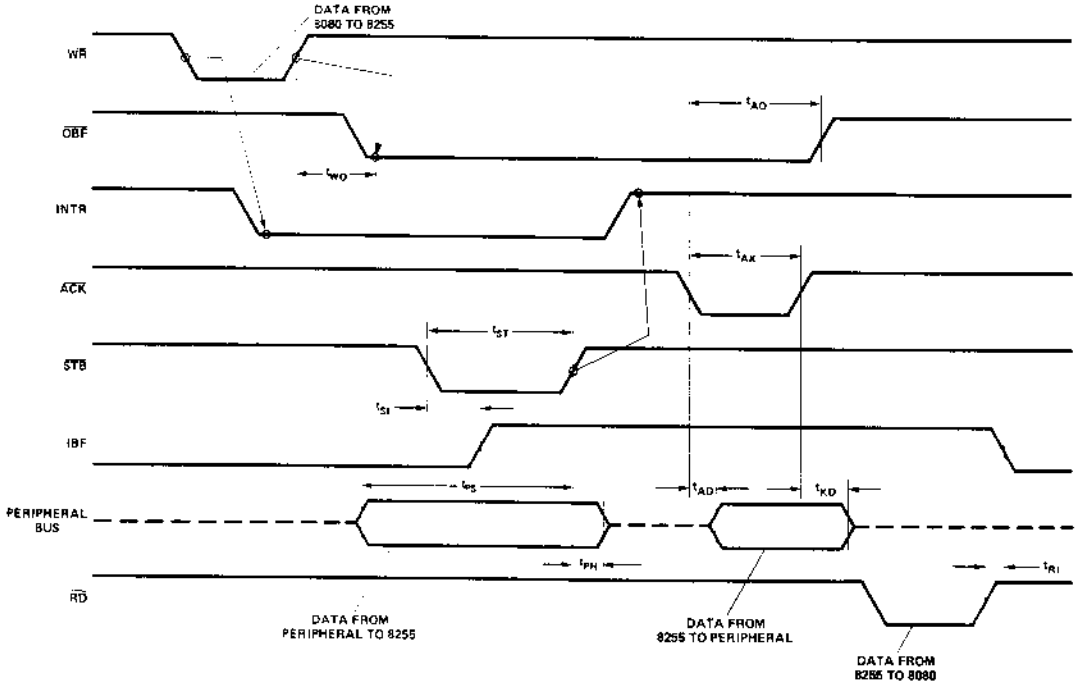 DATA FROM
8080 TO 8255
WR
tAO
OBF
tWO
INTR
tAK
ACK
tST
STB
tSI
IBF
tPS
tAD
tKD
PERIPHERAL
BUS
tPH
tRI
RD
DATA FROM
PERIPHERAL TO 8255
DATA FROM
8255 TO PERIPHERAL
DATA FROM
8255 TO 8080